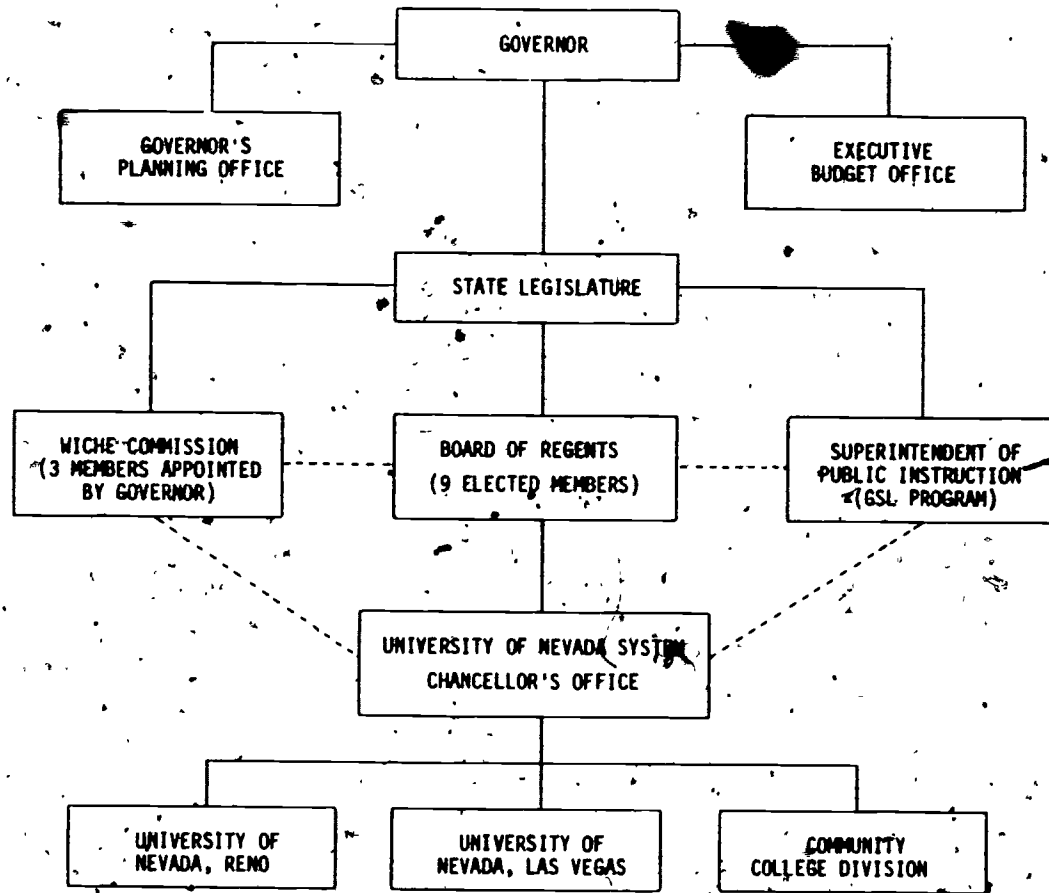 GOVERNOR
GOVERNOR'S
PLANNING OFFICE
EXECUTIVE
BUDGET OFFICE
STATE LEGISLATURE
WICHE COMMISSION
(3 MEMBERS APPOINTED
BY GOVERNOR)
BOARD OF REGENTS
(9 ELECTED MEMBERS)
SUPERINTENDENT OF
PUBLIC INSTRUCTION
(GSL PROGRAM)
UNIVERSITY OF NEVADA SYSTEM
CHANCELLOR'S OFFICE
UNIVERSITY OF
NEVADA, RENO
UNIVERSITY OF
NEVADA, LAS VEGAS
COMMUNITY
COLLEGE DIVISION